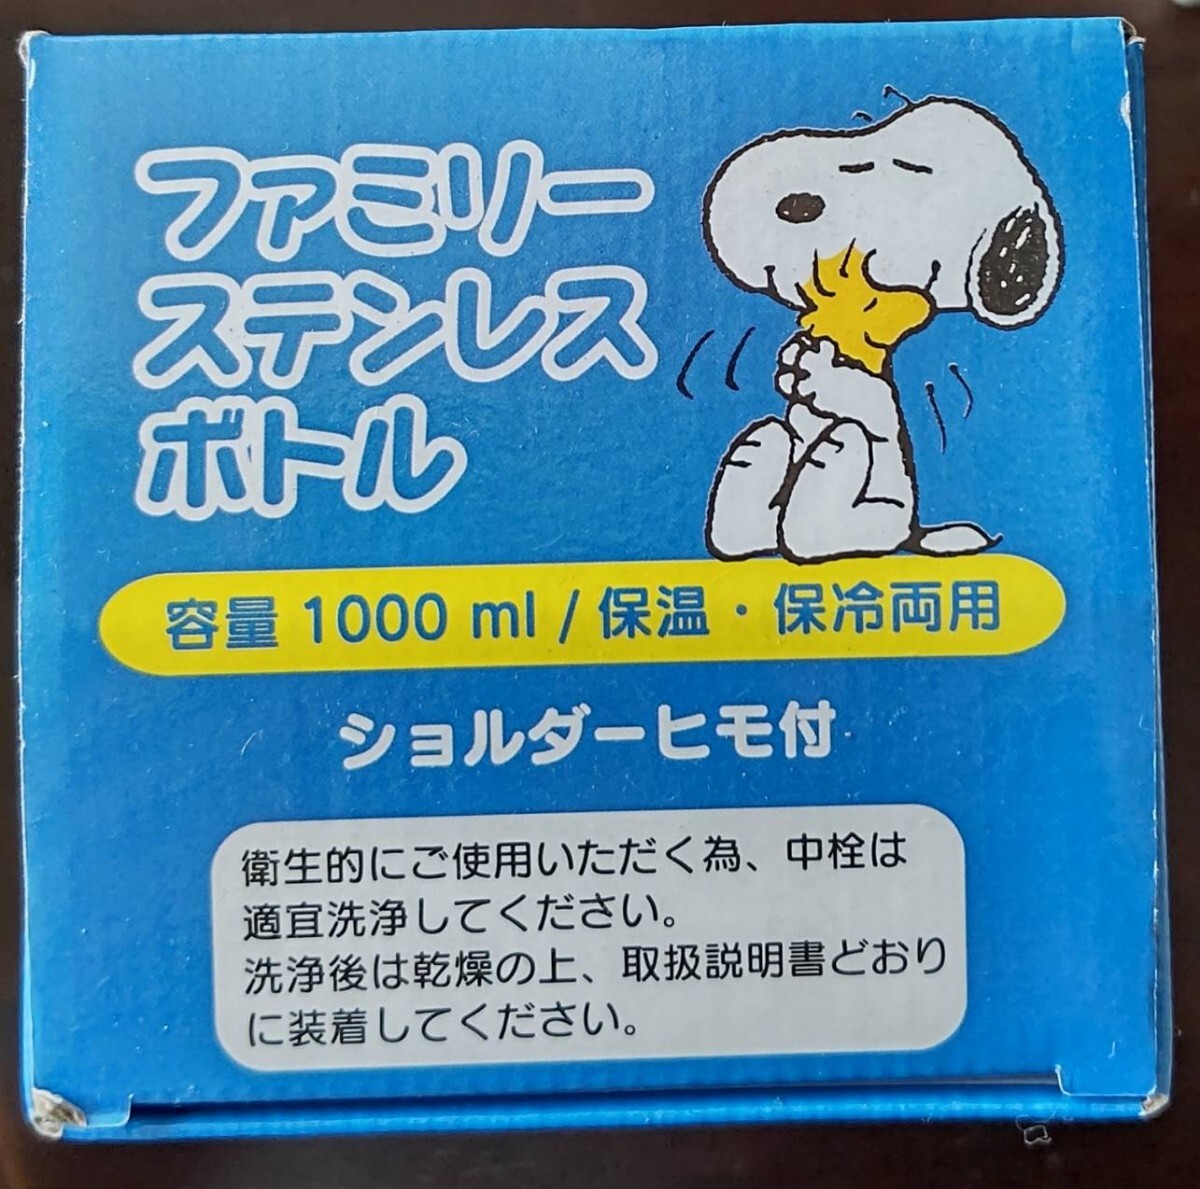 ファミリー
ステンレス
ボトル
容量 1000 ml / 保温・保冷両用
ショルダーヒモ付
衛生的にご使用いただく為、中栓は
適宜洗浄してください。
洗浄後は乾燥の上、取扱説明書どおり
に装着してください。